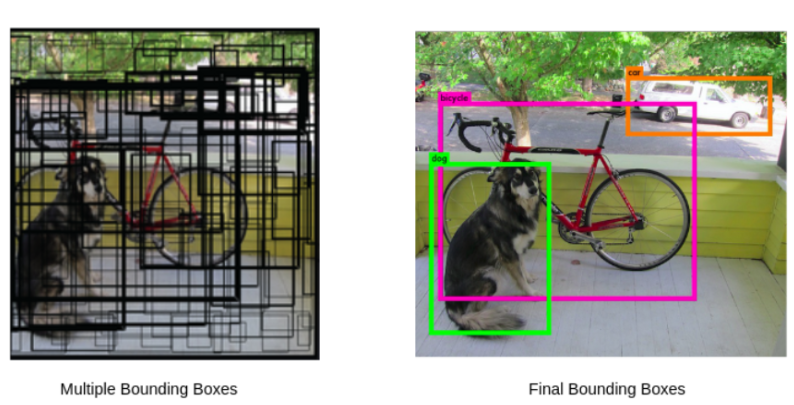 car
bicycle
dog
Multiple Bounding Boxes
Final Bounding Boxes